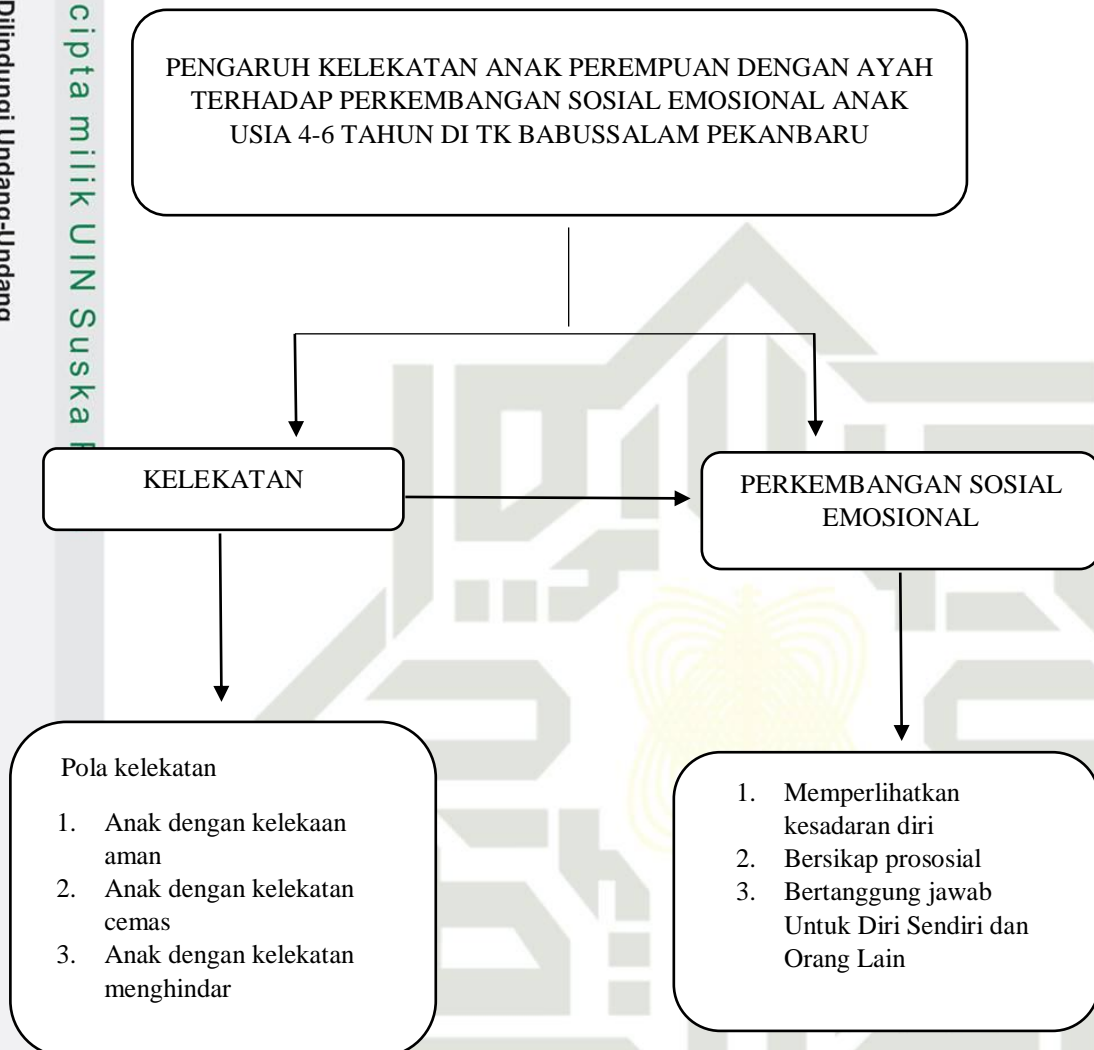 Dilindungi Undang-Undang
cipta milik UIN Suska
PENGARUH KELEKATAN ANAK PEREMPUAN DENGAN AYAH
TERHADAP PERKEMBANGAN SOSIAL EMOSIONAL ANAK
USIA 4-6 TAHUN DI TK BABUSSALAM PEKANBARU
KELEKATAN
PERKEMBANGAN SOSIAL
EMOSIONAL
Pola kelekatan
1. Anak dengan kelekaan
aman
2. Anak dengan kelekatan
cemas
3. Anak dengan kelekatan
menghindar
1. Memperlihatkan
kesadaran diri
2. Bersikap prososial
3. Bertanggung jawab
Untuk Diri Sendiri dan
Orang Lain